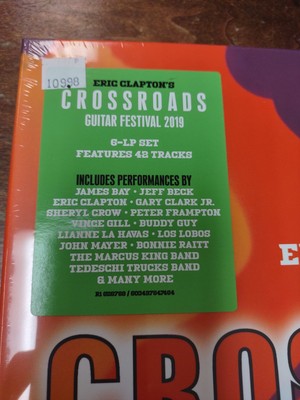 10998
ERIC CLAPTON'S
CROSSROADS
GUITAR FESTIVAL 2019
6-LP SET
FEATURES 42 TRACKS
INCLUDES PERFORMANCES BY
JAMES BAY • JEFF BECK
ERIC CLAPTON • GARY CLARK JR.
SHERYL CROW • PETER FRAMPTON
VINCE GILL • BUDDY GUY
LIANNE LA HAVAS • LOS LOBOS
JOHN MAYER • BONNIE RAITT
THE MARCUS KING BAND
TEDESCHI TRUCKS BAND
& MANY MORE
E
CROS